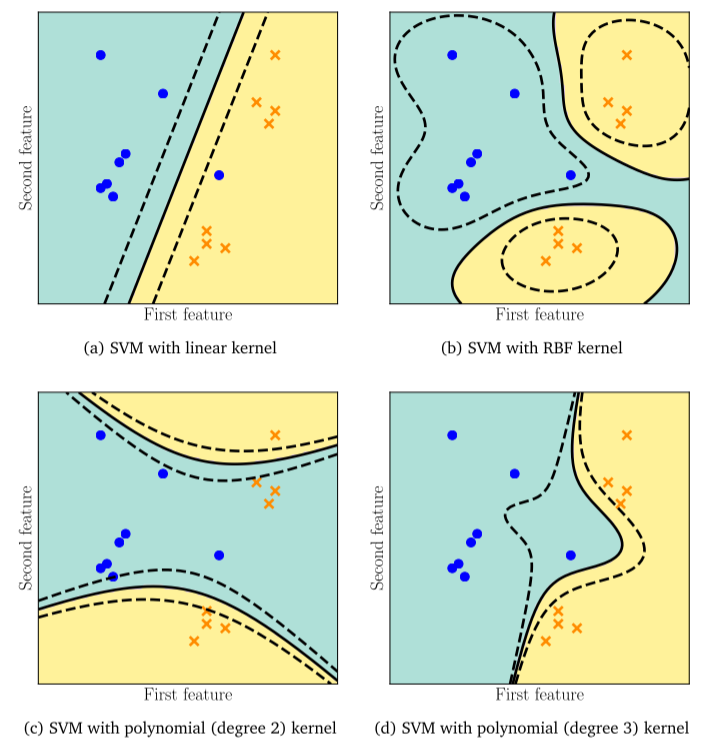 Second feature
First feature
(a) SVM with linear kernel
Second feature
First feature
(b) SVM with RBF kernel
Second feature
First feature
(c) SVM with polynomial (degree 2) kernel
Second feature
First feature
(d) SVM with polynomial (degree 3) kernel